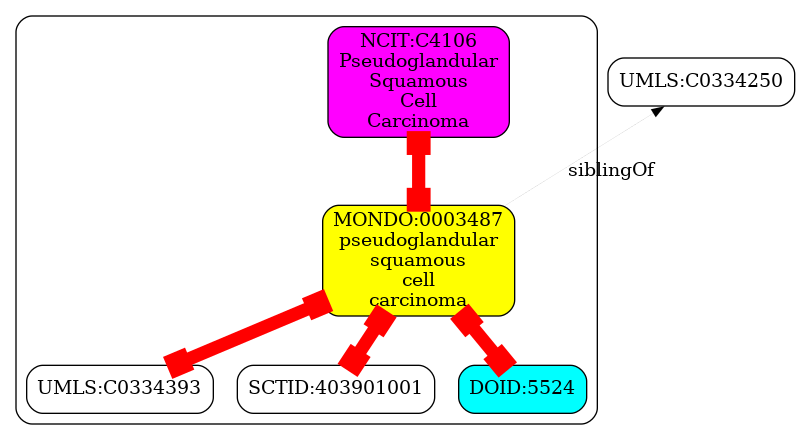 NCIT:C4106
Pseudoglandular
Squamous
Cell
Carcinoma
UMLS:C0334250
siblingOf
MONDO:0003487
pseudoglandular
squamous
cell
carcinoma
UMLS:C0334393
SCTID:403901001
DOID:5524